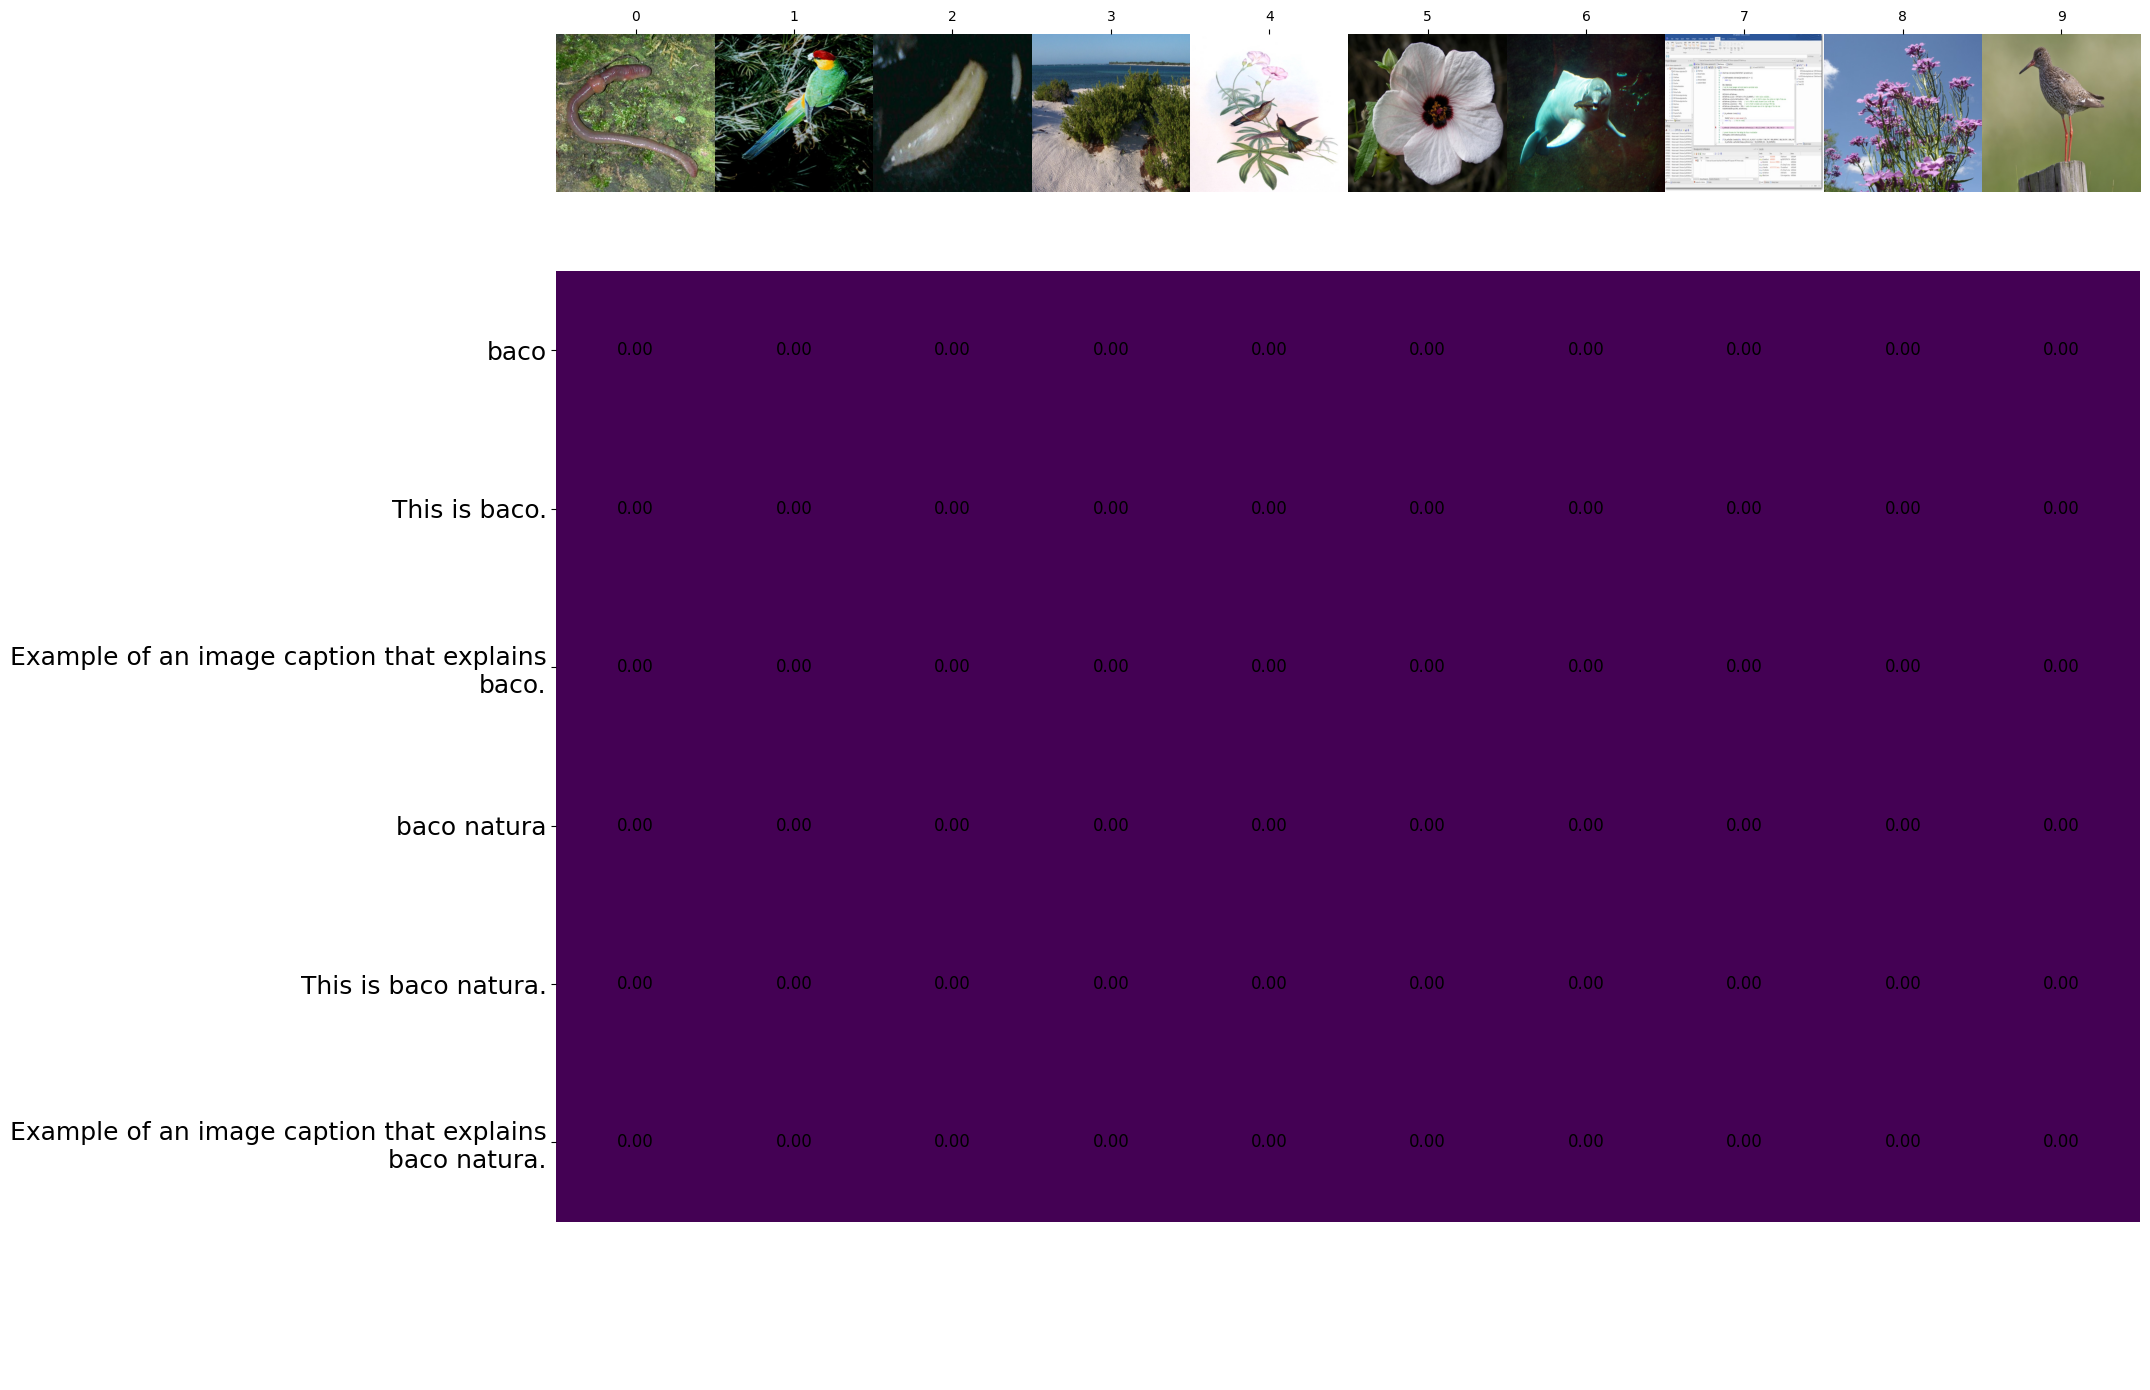 0 1 2 3 4 5 6 7 8 9
baco 0.00 0.00 0.00 0.00 0.00 0.00 0.00 0.00 0.00 0.00
This is baco. 0.00 0.00 0.00 0.00 0.00 0.00 0.00 0.00 0.00 0.00
Example of an image caption that explains
baco. 0.00 0.00 0.00 0.00 0.00 0.00 0.00 0.00 0.00 0.00
baco natura 0.00 0.00 0.00 0.00 0.00 0.00 0.00 0.00 0.00 0.00
This is baco natura. 0.00 0.00 0.00 0.00 0.00 0.00 0.00 0.00 0.00 0.00
Example of an image caption that explains
baco natura. 0.00 0.00 0.00 0.00 0.00 0.00 0.00 0.00 0.00 0.00